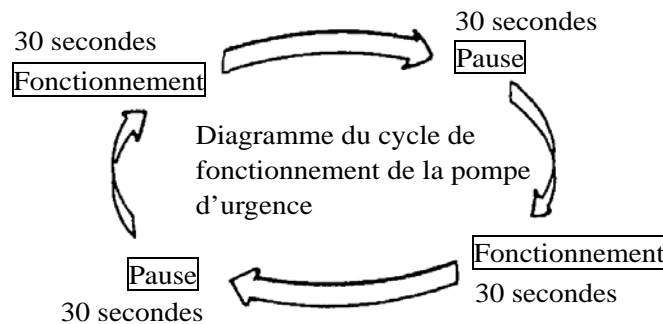 30 secondes
Fonctionnement
30 secondes
Pause
Diagramme du cycle de
fonctionnement de la pompe
d’urgence
Fonctionnement
30 secondes
Pause
30 secondes